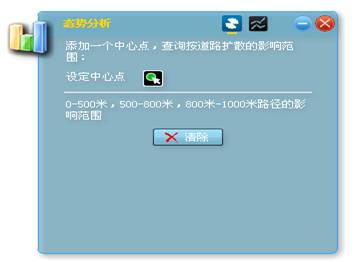 态势分析
添加一个中心点，查询按道路扩散的影响范
围：
设定中心点
0-500米，500-800米，800米-1000米路径的影
响范围
清除